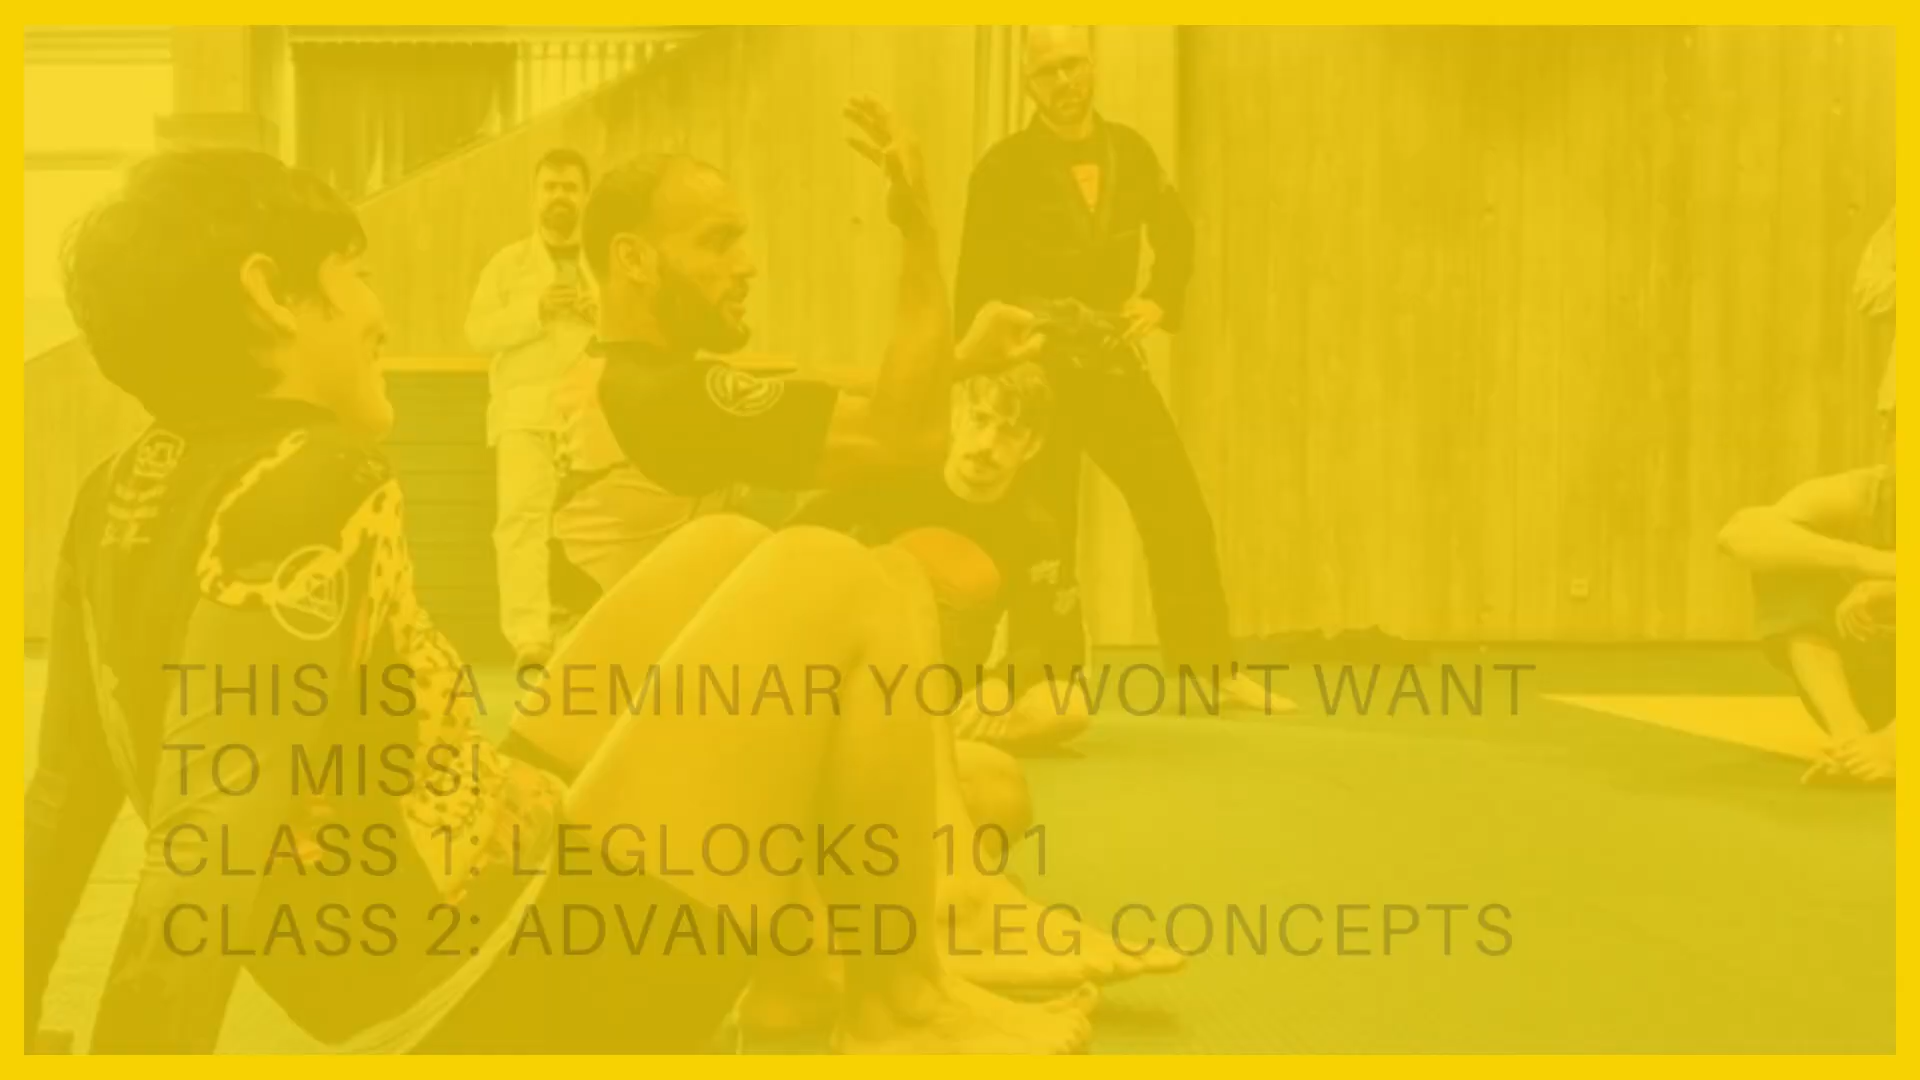 THIS IS A SEMINAR YOU WON'T WANT
TO MISS!
CLASS 1: LEGLOCKS 101
CLASS 2: ADVANCED LEG CONCEPTS